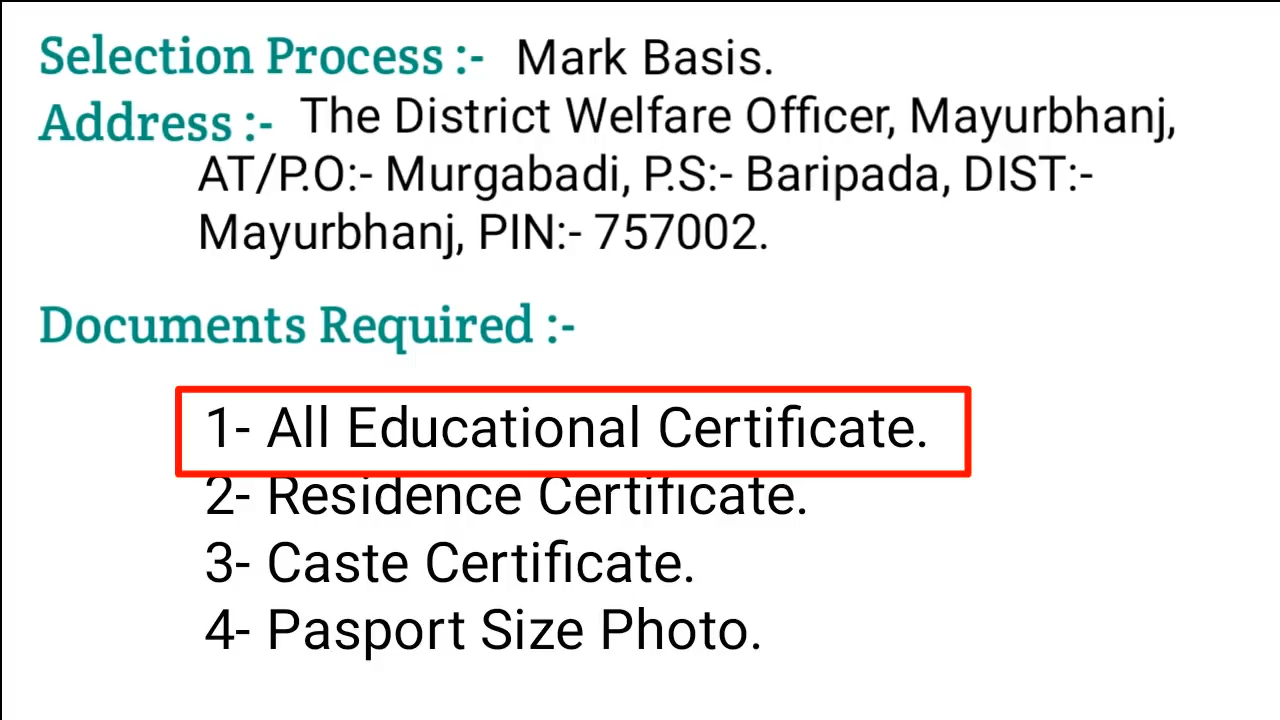 Selection Process :- Mark Basis.
Address :- The District Welfare Officer, Mayurbhanj,
AT/P.O:- Murgabadi, P.S:- Baripada, DIST:-
Mayurbhanj, PIN:- 757002.
Documents Required :-
1- All Educational Certificate.
2- Residence Certificate.
3- Caste Certificate.
4- Pasport Size Photo.